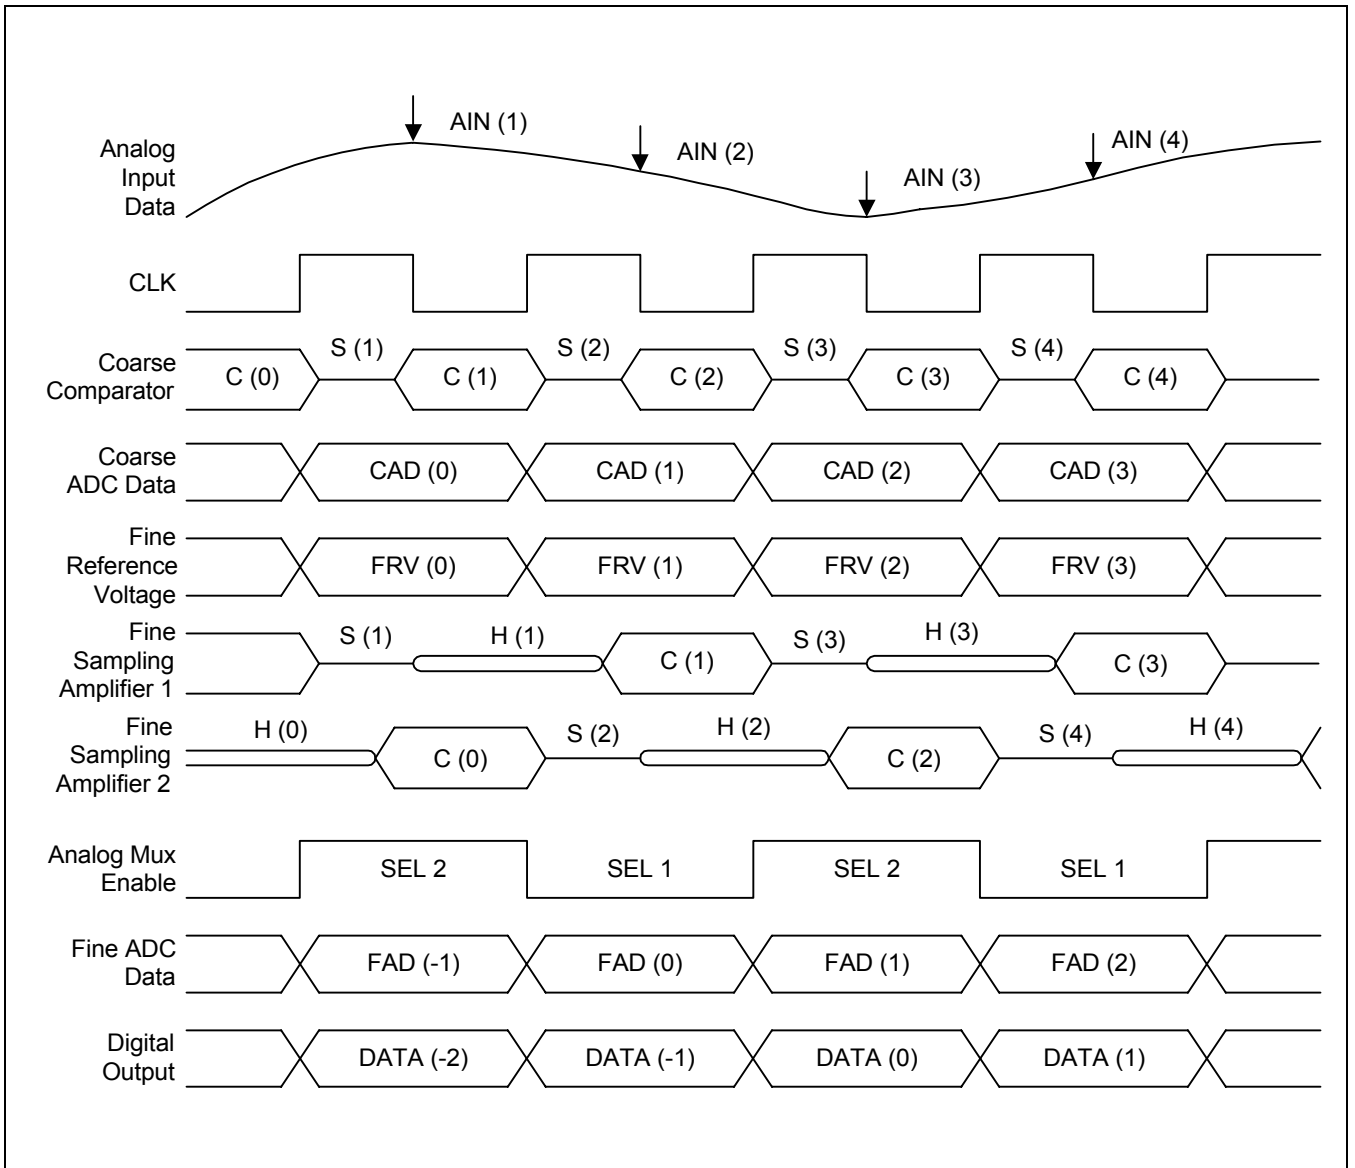 AIN (1)
AIN (2)
AIN (3)
AIN (4)
Analog
Input
Data
CLK
Coarse
Comparator
C (0)
S (1)
C (1)
S (2)
C (2)
S (3)
C (3)
S (4)
C (4)
Coarse
ADC Data
CAD (0)
CAD (1)
CAD (2)
CAD (3)
Fine
Reference
Voltage
FRV (0)
FRV (1)
FRV (2)
FRV (3)
Fine
Sampling
Amplifier 1
S (1)
H (1)
C (1)
S (3)
H (3)
C (3)
Fine
Sampling
Amplifier 2
H (0)
C (0)
S (2)
H (2)
C (2)
S (4)
H (4)
Analog Mux
Enable
SEL 2
SEL 1
SEL 2
SEL 1
Fine ADC
Data
FAD (-1)
FAD (0)
FAD (1)
FAD (2)
Digital
Output
DATA (-2)
DATA (-1)
DATA (0)
DATA (1)